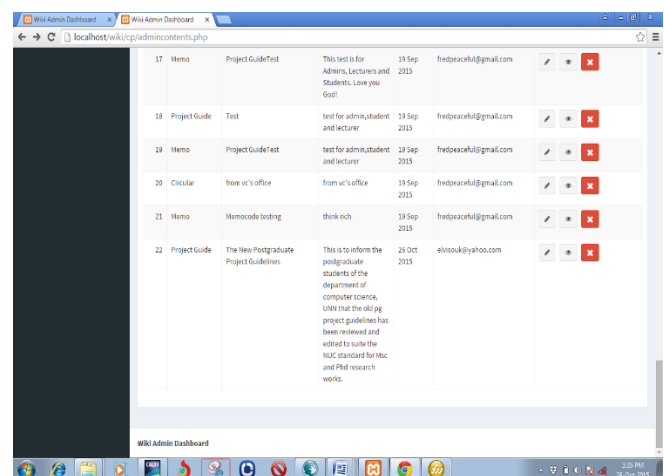 Wiki Admin Dashboard × Wiki Admin Dashboard ×
localhost/wiki/cp/admincontents.php
17 Memo Project GuideTest This test is for 19 Sep fredpeaceful@gmail.com
Admins, Lecturers and 2015
Students. Love you
God!
18 Project Guide Test test for admin,student 19 Sep fredpeaceful@gmail.com
and lecturer 2015
19 Memo Project GuideTest test for admin,student 19 Sep fredpeaceful@gmail.com
and lecturer 2015
20 Circular from vc's office from vc's office 19 Sep fredpeaceful@gmail.com
2015
21 Memo Memocode testing think rich 19 Sep fredpeaceful@gmail.com
2015
22 Project Guide The New Postgraduate This is to inform the 26 Oct elvisouk@yahoo.com
Project Guidelines postgraduate 2015
students of the
department of
computer science,
UNN that the old pg
project guidelines has
been reviewed and
edited to suite the
NUC standard for Msc
and Phd research
works.
Wiki Admin Dashboard
3:33 PM
26-Oct-2015